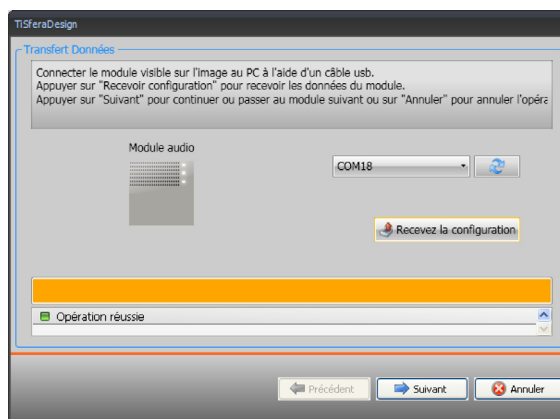 TiSferaDesign
Transfert Données
Connecter le module visible sur l'image au PC à l'aide d'un câble usb.
Appuyer sur "Recevoir configuration" pour recevoir les données du module.
Appuyer sur "Suivant" pour continuer ou passer au module suivant ou sur "Annuler" pour annuler l'opéra
Module audio
COM18
Recevez la configuration
Opération réussie
Précédent
Suivant
Annuler